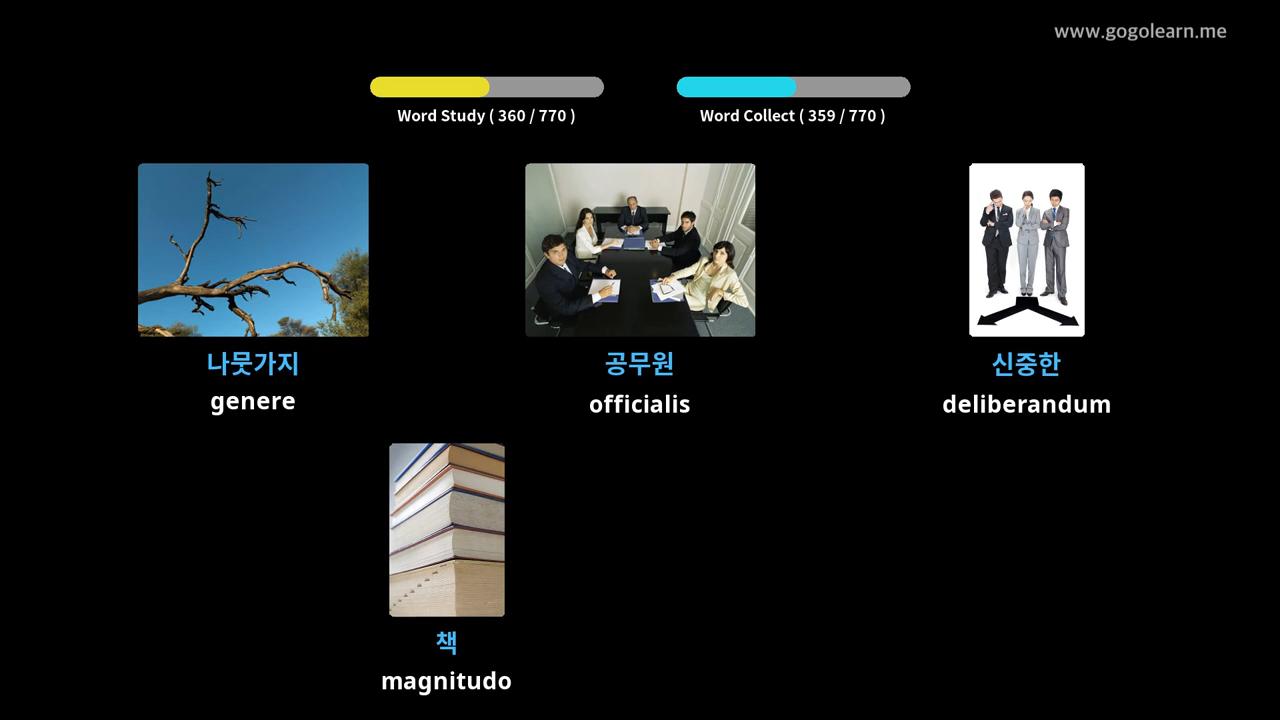 www.gogolearn.me
Word Study ( 360 / 770 )
Word Collect ( 359 / 770 )
나뭇가지
genere
공무원
officialis
신중한
deliberandum
책
magnitudo